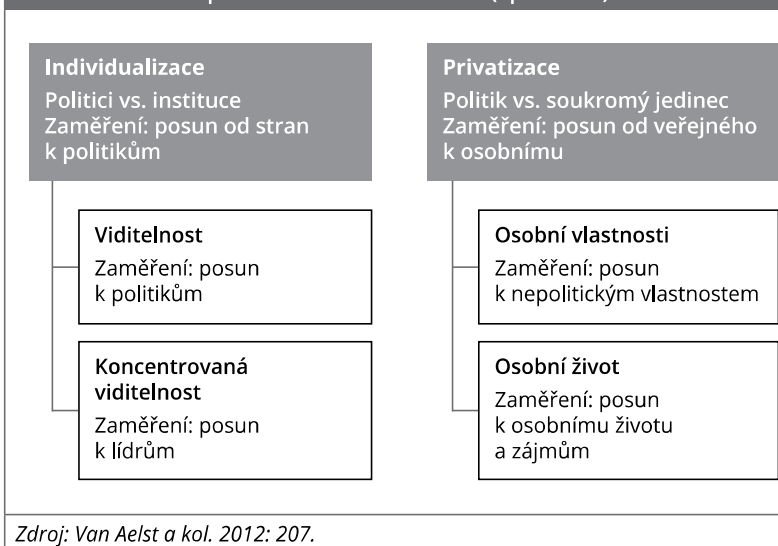 Individualizace
Politici vs. instituce
Zaměření: posun od stran
k politikům
Viditelnost
Zaměření: posun
k politikům
Koncentrovaná
viditelnost
Zaměření: posun
k lídrům
Privatizace
Politik vs. soukromý jedinec
Zaměření: posun od veřejného
k osobnímu
Osobní vlastnosti
Zaměření: posun
k nepolitickým vlastnostem
Osobní život
Zaměření: posun
k osobnímu životu
a zájmům
Zdroj: Van Aelst a kol. 2012: 207.